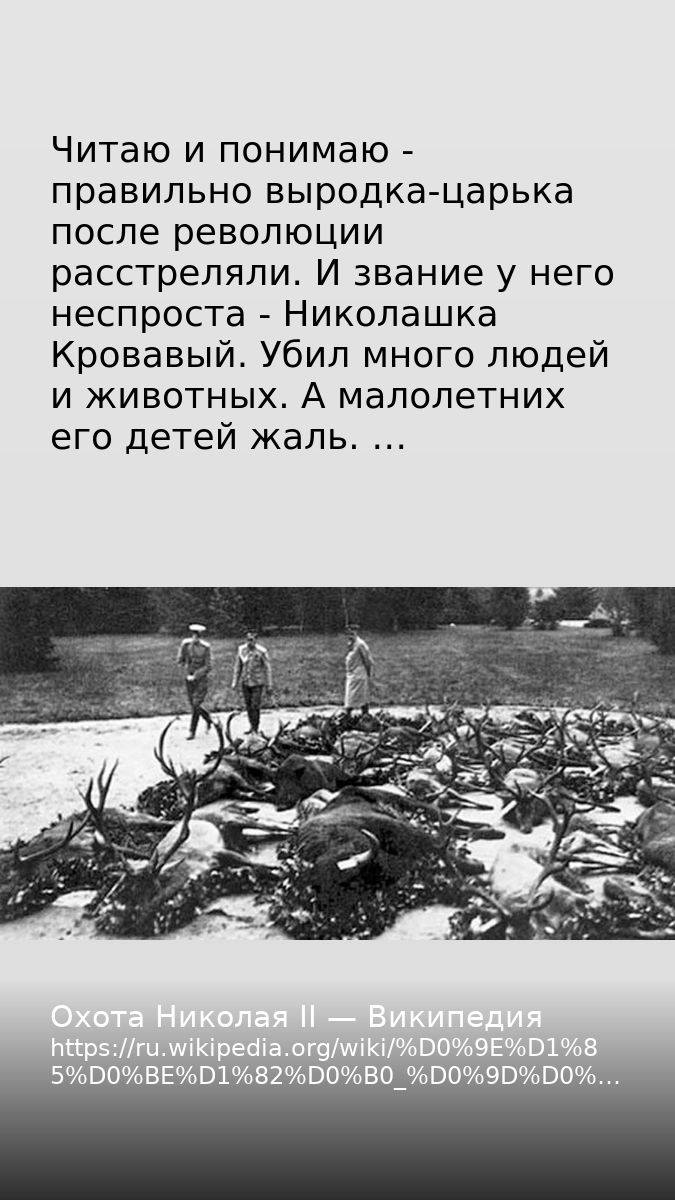 Читаю и понимаю -
правильно выродка-царька
после революции
расстреляли. И звание у него
неспроста - Николашка
Кровавый. Убил много людей
и животных. А малолетних
его детей жаль. ...
Охота Николая II — Википедия
https://ru.wikipedia.org/wiki/%D0%9E%D1%8
5%D0%BE%D1%82%D0%B0_%D0%9D%D0%...